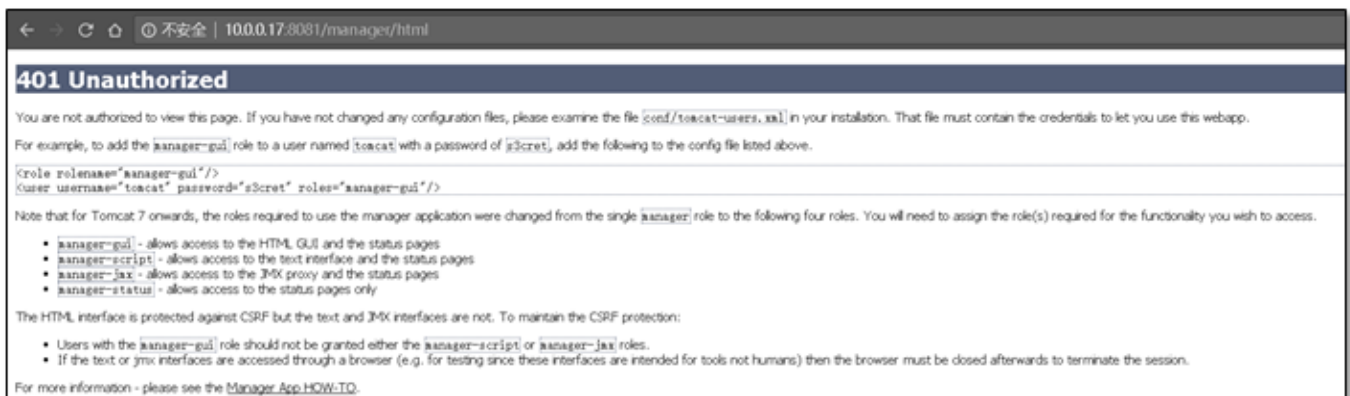 不安全 | 10.0.0.17:8081/manager/html
401 Unauthorized
You are not authorized to view this page. If you have not changed any configuration files, please examine the file conf/tomcat-users.xml in your installation. That file must contain the credentials to let you use this webapp.
For example, to add the manager-gui role to a user named tomcat with a password of s3cret, add the following to the config file listed above.
<role rolename="manager-gui"/>
<user username="tomcat" password="s3cret" roles="manager-gui"/>
Note that for Tomcat 7 onwards, the roles required to use the manager application were changed from the single manager role to the following four roles. You will need to assign the role(s) required for the functionality you wish to access.
• manager-gui - allows access to the HTML GUI and the status pages
• manager-script - allows access to the text interface and the status pages
• manager-jmx - allows access to the JMX proxy and the status pages
• manager-status - allows access to the status pages only
The HTML interface is protected against CSRF but the text and JMX interfaces are not. To maintain the CSRF protection:
• Users with the manager-gui role should not be granted either the manager-script or manager-jmx roles.
• If the text or jmx interfaces are accessed through a browser (e.g. for testing since these interfaces are intended for tools not humans) then the browser must be closed afterwards to terminate the session.
For more information - please see the Manager App HOW-TO.